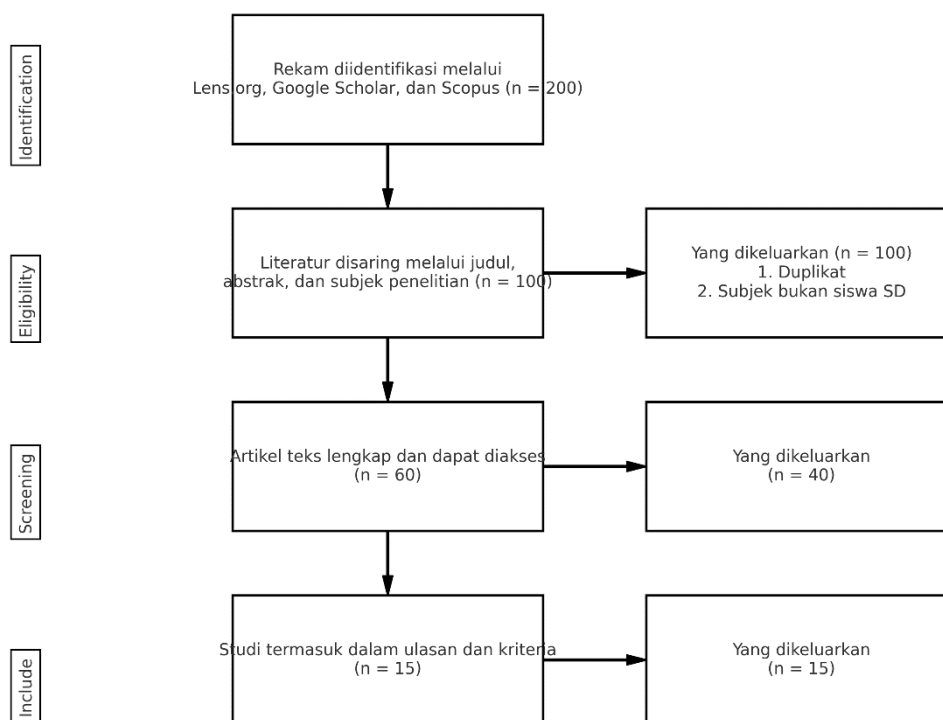 Identification
Rekam diidentifikasi melalui
Lens.org, Google Scholar, dan Scopus (n = 200)
Eligibility
Literatur disaring melalui judul,
abstrak, dan subjek penelitian (n = 100)
Yang dikeluarkan (n = 100)
1. Duplikat
2. Subjek bukan siswa SD
Screening
Artikel teks lengkap dan dapat diakses
(n = 60)
Yang dikeluarkan
(n = 40)
Include
Studi termasuk dalam ulasan dan kriteria
(n = 15)
Yang dikeluarkan
(n = 15)